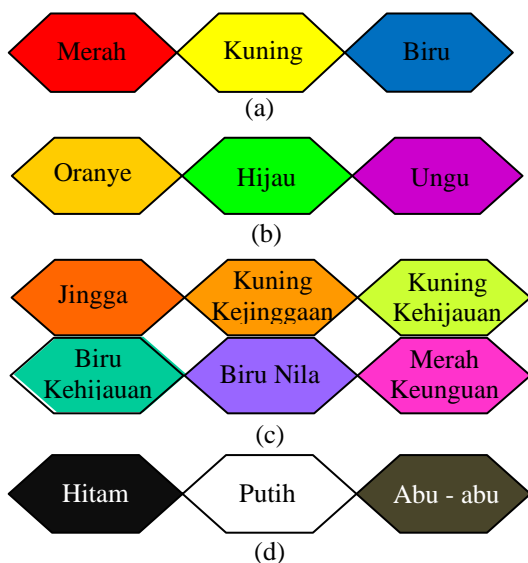 Merah Kuning Biru
(a)
Oranye Hijau Ungu
(b)
Jingga
Kuning
Kejinggaan
Kuning
Kehijauan
Biru
Kehijauan
Biru Nila
Merah
Keunguan
(c)
Hitam Putih Abu - abu
(d)